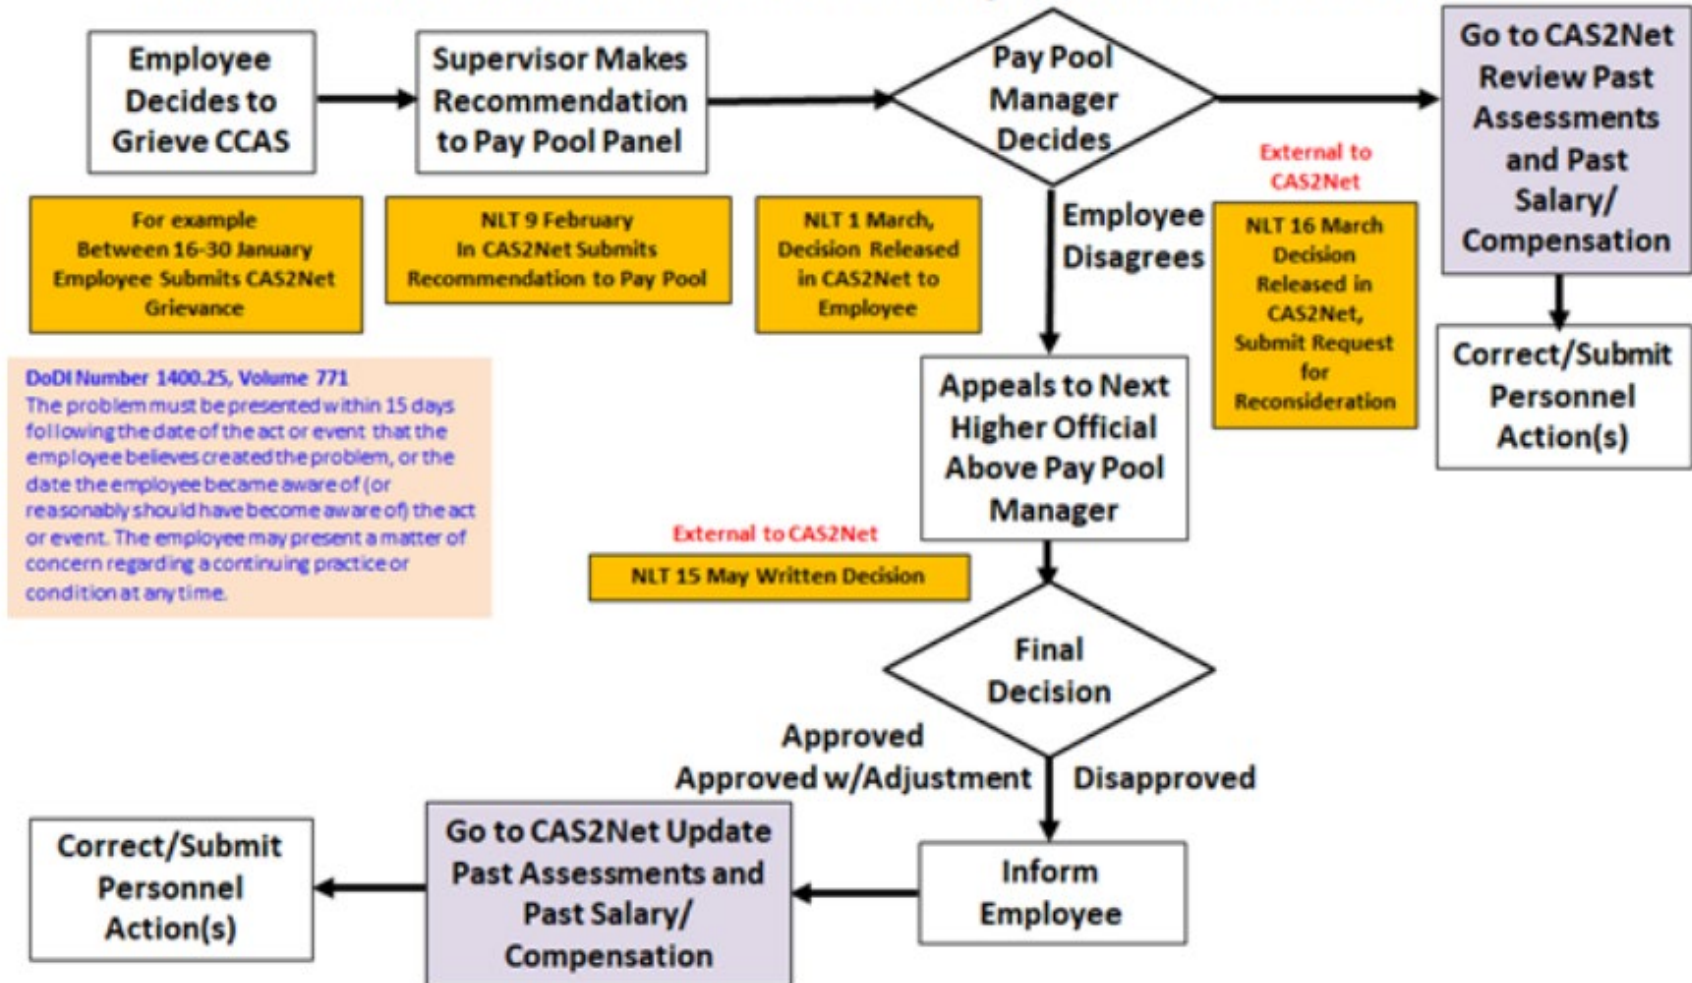 Employee
Decides to
Grieve CCAS
Supervisor Makes
Recommendation
to Pay Pool Panel
Pay Pool
Manager
Decides
Go to CAS2Net
Review Past
Assessments
and Past
Salary/
Compensation
For example
Between 16-30 January
Employee Submits CAS2Net
Grievance
NLT 9 February
In CAS2Net Submits
Recommendation to Pay Pool
NLT 1 March,
Decision Released
in CAS2Net to
Employee
Employee
Disagrees
External to
CAS2Net
NLT 16 March
Decision
Released in
CAS2Net,
Submit Request
for
Reconsideration
Correct/Submit
Personnel
Action(s)
DoDI Number 1400.25, Volume 771
The problem must be presented within 15 days
following the date of the act or event that the
employee believes created the problem, or the
date the employee became aware of (or
reasonably should have become aware of) the act
or event. The employee may present a matter of
concern regarding a continuing practice or
condition at any time.
Appeals to Next
Higher Official
Above Pay Pool
Manager
External to CAS2Net
NLT 15 May Written Decision
Final
Decision
Approved
Approved w/Adjustment
Disapproved
Inform
Employee
Go to CAS2Net Update
Past Assessments and
Past Salary/
Compensation
Correct/Submit
Personnel
Action(s)